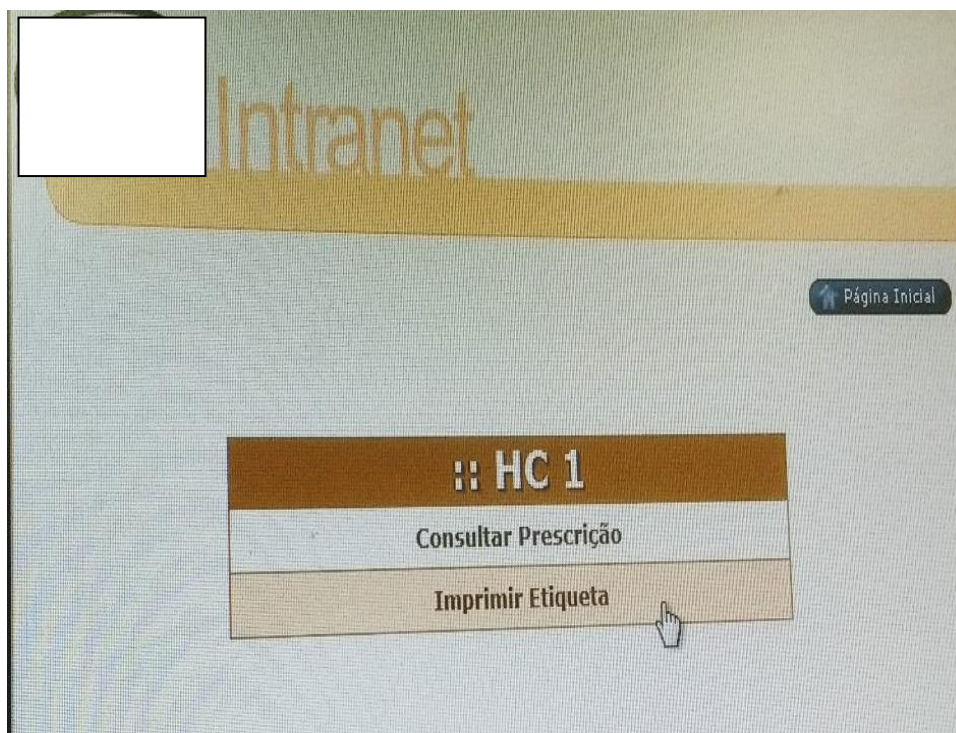 Intranet
Página Inicial
:: HC 1
Consultar Prescrição
Imprimir Etiqueta